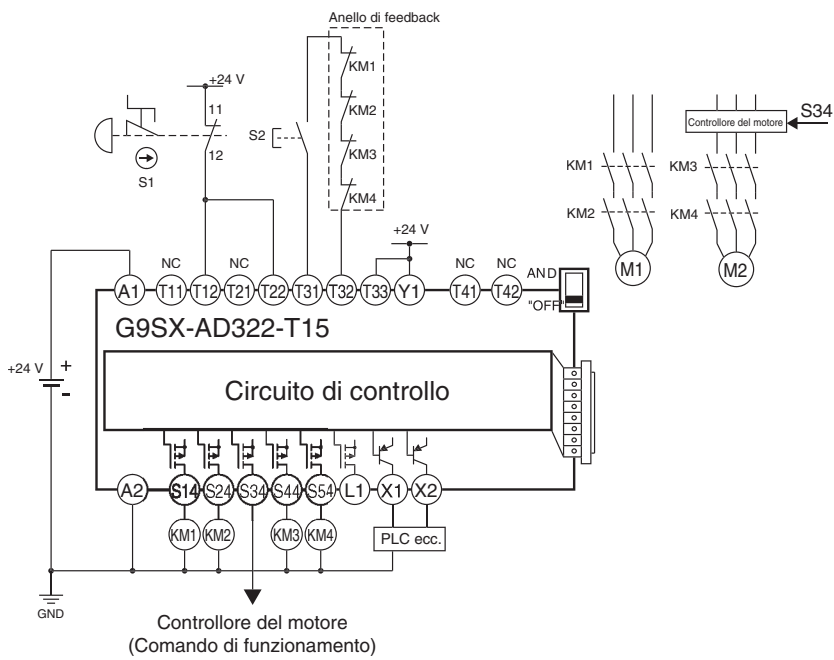 Anello di feedback
+24 V
11
12
S1
S2
KM1
KM2
KM3
KM4
Controllore del motore
S34
KM1
KM2
KM3
KM4
M1
M2
+24 V
NC
NC
NC
NC
AND
"OFF"
A1
T11
T12
T21
T22
T31
T32
T33
Y1
T41
T42
G9SX-AD322-T15
+24 V
+
-
Circuito di controllo
A2
S14
S24
S34
S44
S54
L1
X1
X2
KM1
KM2
KM3
KM4
PLC ecc.
GND
Controllore del motore
(Comando di funzionamento)